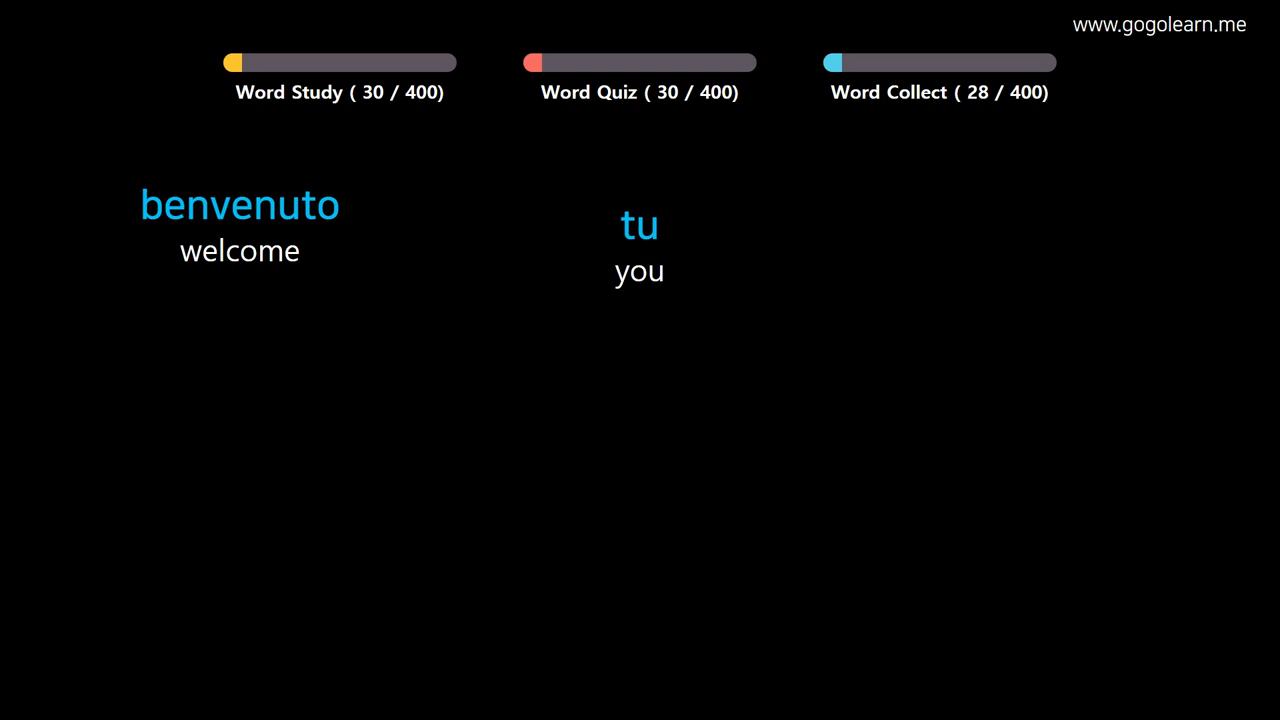 www.gogolearn.me
Word Study ( 30 / 400)
Word Quiz ( 30 / 400)
Word Collect ( 28 / 400)
benvenuto
welcome
tu
you